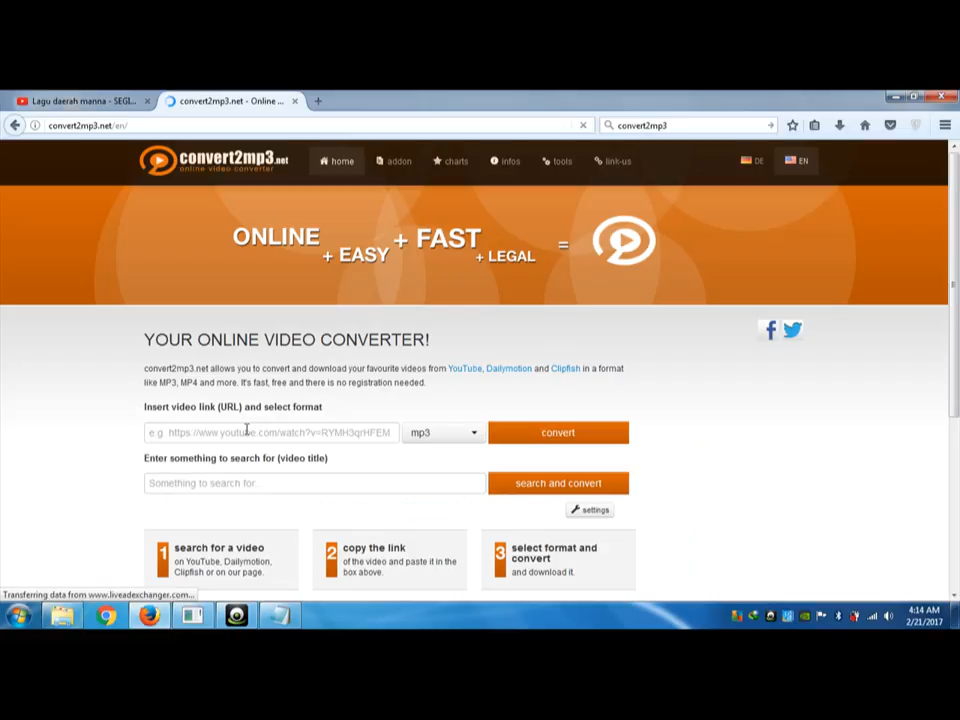 Lagu daerah manna - SEGI...
convert2mp3.net - Online ...
convert2mp3.net/en/
convert2mp3
convert2mp3.net
online video converter
home
addon
charts
infos
tools
link-us
DE
EN
ONLINE + EASY + FAST + LEGAL =
YOUR ONLINE VIDEO CONVERTER!
convert2mp3.net allows you to convert and download your favourite videos from YouTube, Dailymotion and Clipfish in a format
like MP3, MP4 and more. It's fast, free and there is no registration needed.
Insert video link (URL) and select format
e.g. https://www.youtube.com/watch?v=RYMH3qrHFEM
mp3
convert
Enter something to search for (video title)
Something to search for...
search and convert
settings
1 search for a video
on YouTube, Dailymotion,
Clipfish or on our page.
2 copy the link
of the video and paste it in the
box above.
3 select format and
convert
and download it.
Transferring data from www.liveadexchanger.com...
4:14 AM
2/21/2017